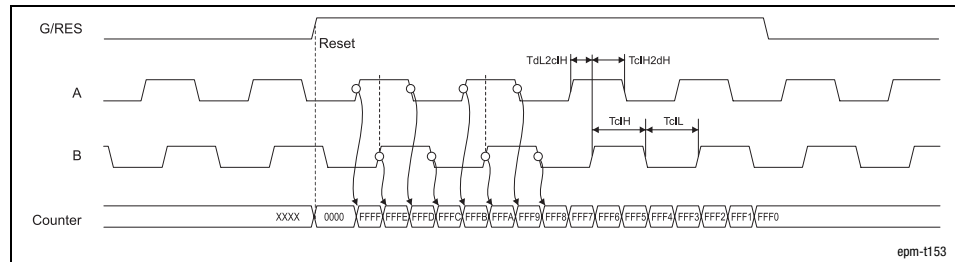 G/RES
Reset
TdL2clH
TclH2dH
A
TclH
TclL
B
Counter
XXXX 0000 FFFF FFFE FFFD FFFC FFFB FFFA FFF9 FFF8 FFF7 FFF6 FFF5 FFF4 FFF3 FFF2 FFF1 FFF0
epm-t153